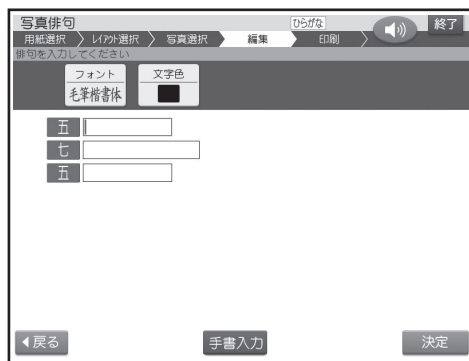 写真俳句
ひらがな
終了
用紙選択 ﾚｲｱｳﾄ選択 写真選択 編集 印刷
俳句を入力してください
フォント
毛筆楷書体
文字色
五
七
五
戻る
手書入力
決定